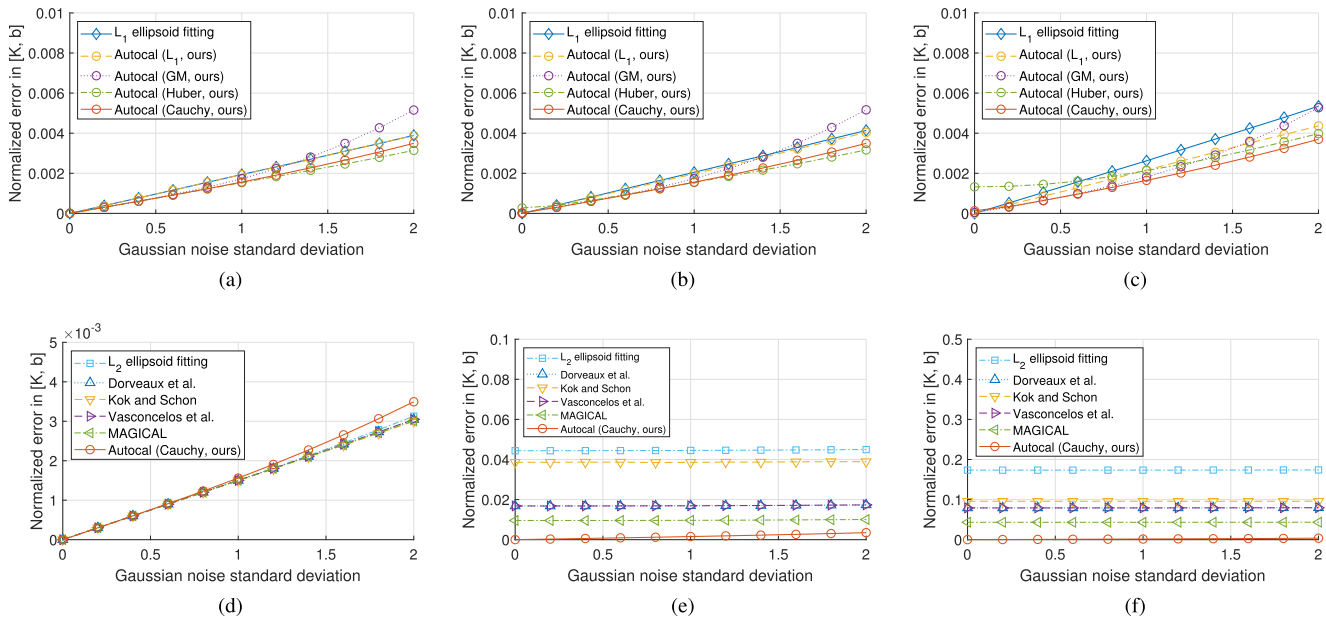 Normalized error in [K, b]
0.01
0.008
0.006
0.004
0.002
0
L1 ellipsoid fitting
Autocal (L1, ours)
Autocal (GM, ours)
Autocal (Huber, ours)
Autocal (Cauchy, ours)
0 0.5 1 1.5 2
Gaussian noise standard deviation
(a)
Normalized error in [K, b]
0.01
0.008
0.006
0.004
0.002
0
L1 ellipsoid fitting
Autocal (L1, ours)
Autocal (GM, ours)
Autocal (Huber, ours)
Autocal (Cauchy, ours)
0 0.5 1 1.5 2
Gaussian noise standard deviation
(b)
Normalized error in [K, b]
0.01
0.008
0.006
0.004
0.002
0
L1 ellipsoid fitting
Autocal (L1, ours)
Autocal (GM, ours)
Autocal (Huber, ours)
Autocal (Cauchy, ours)
0 0.5 1 1.5 2
Gaussian noise standard deviation
(c)
Normalized error in [K, b]
×10-3
5
4
3
2
1
0
L2 ellipsoid fitting
Dorveaux et al.
Kok and Schon
Vasconcelos et al.
MAGICAL
Autocal (Cauchy, ours)
0 0.5 1 1.5 2
Gaussian noise standard deviation
(d)
Normalized error in [K, b]
0.1
0.08
0.06
0.04
0.02
0
L2 ellipsoid fitting
Dorveaux et al.
Kok and Schon
Vasconcelos et al.
MAGICAL
Autocal (Cauchy, ours)
0 0.5 1 1.5 2
Gaussian noise standard deviation
(e)
Normalized error in [K, b]
0.5
0.4
0.3
0.2
0.1
0
L2 ellipsoid fitting
Dorveaux et al.
Kok and Schon
Vasconcelos et al.
MAGICAL
Autocal (Cauchy, ours)
0 0.5 1 1.5 2
Gaussian noise standard deviation
(f)